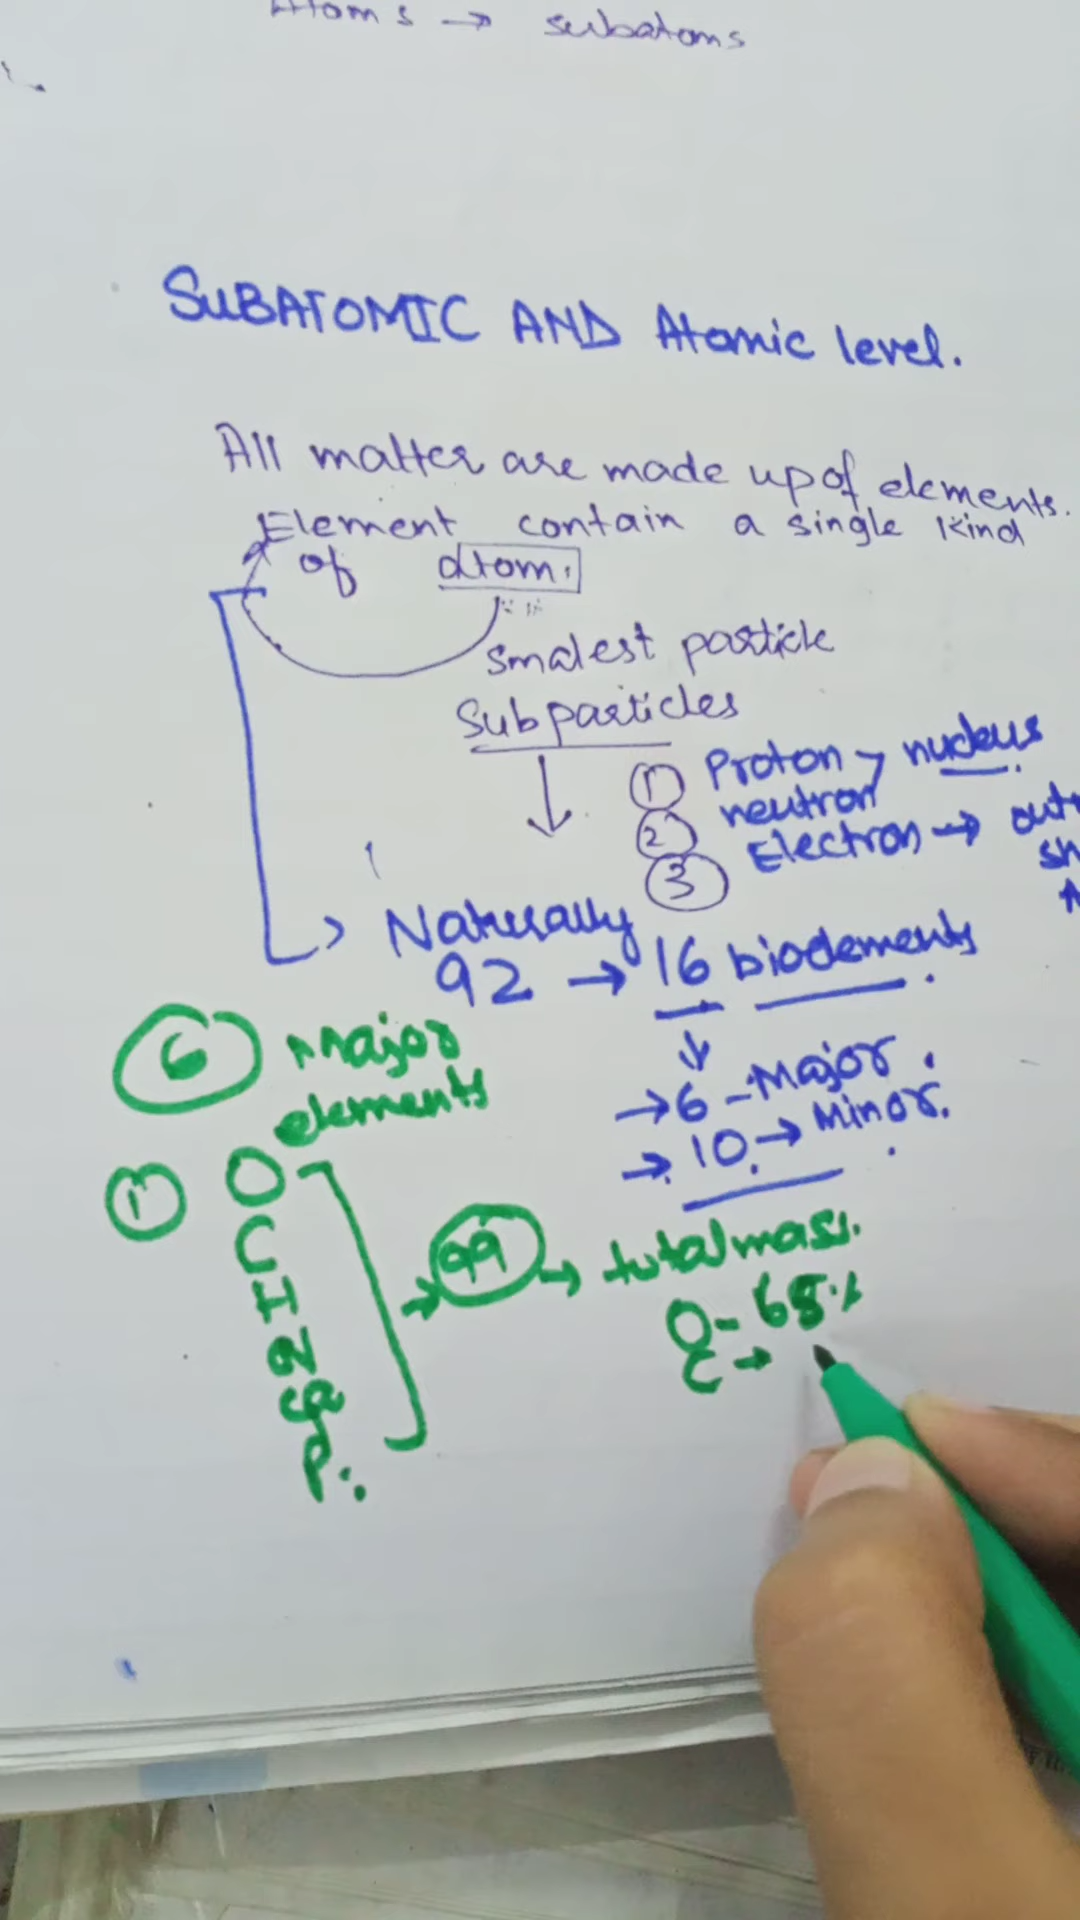 Atoms → subatoms
SUBATOMIC AND Atomic level.
All matter are made up of elements.
Element contain a single kind
of atom.
smalest particle
Subparticles
① Proton → nucleus
② neutron
③ Electron →
Naturally
92 → 16 bioelements
→ 6 - Major.
→ 10 → Minor.
6 Major
elements
① O
C
H
N
Ca
P.
→ 99 → total mass.
O - 65%
C →